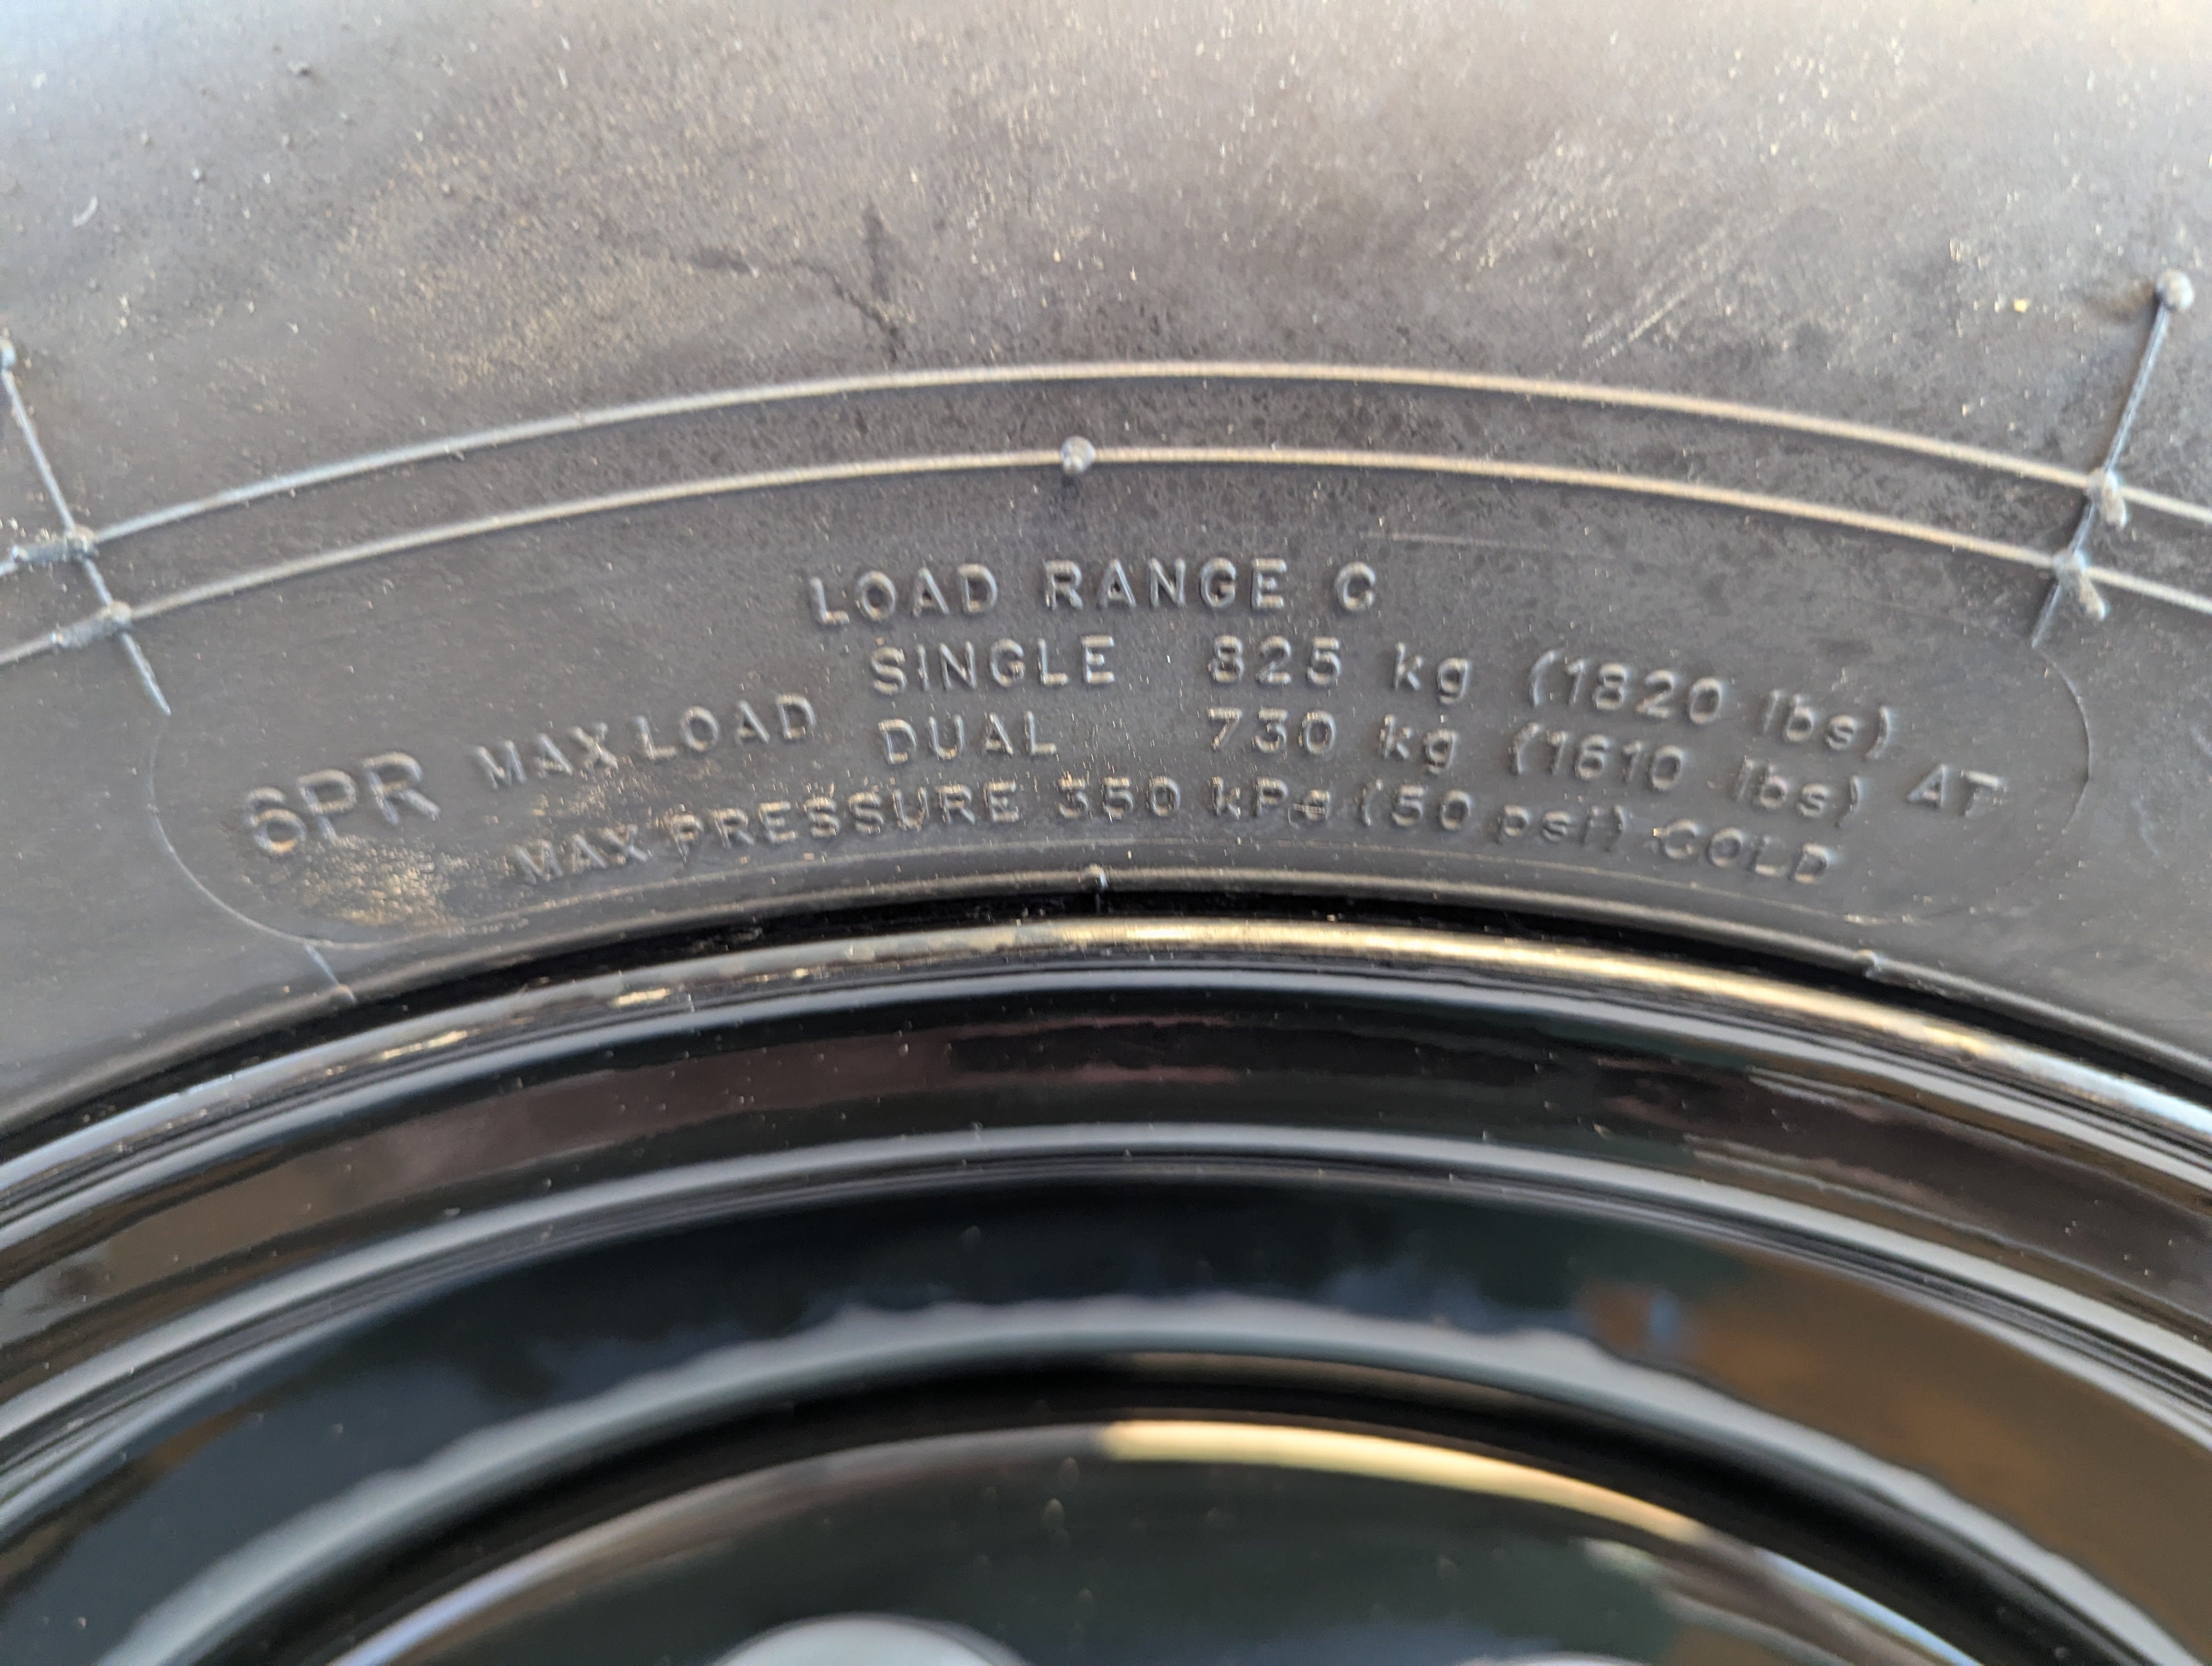 LOAD RANGE C
SINGLE 825 kg (1820 lbs)
6PR MAX LOAD DUAL 730 kg (1610 lbs) AT
MAX PRESSURE 350 kPa (50 psi) COLD